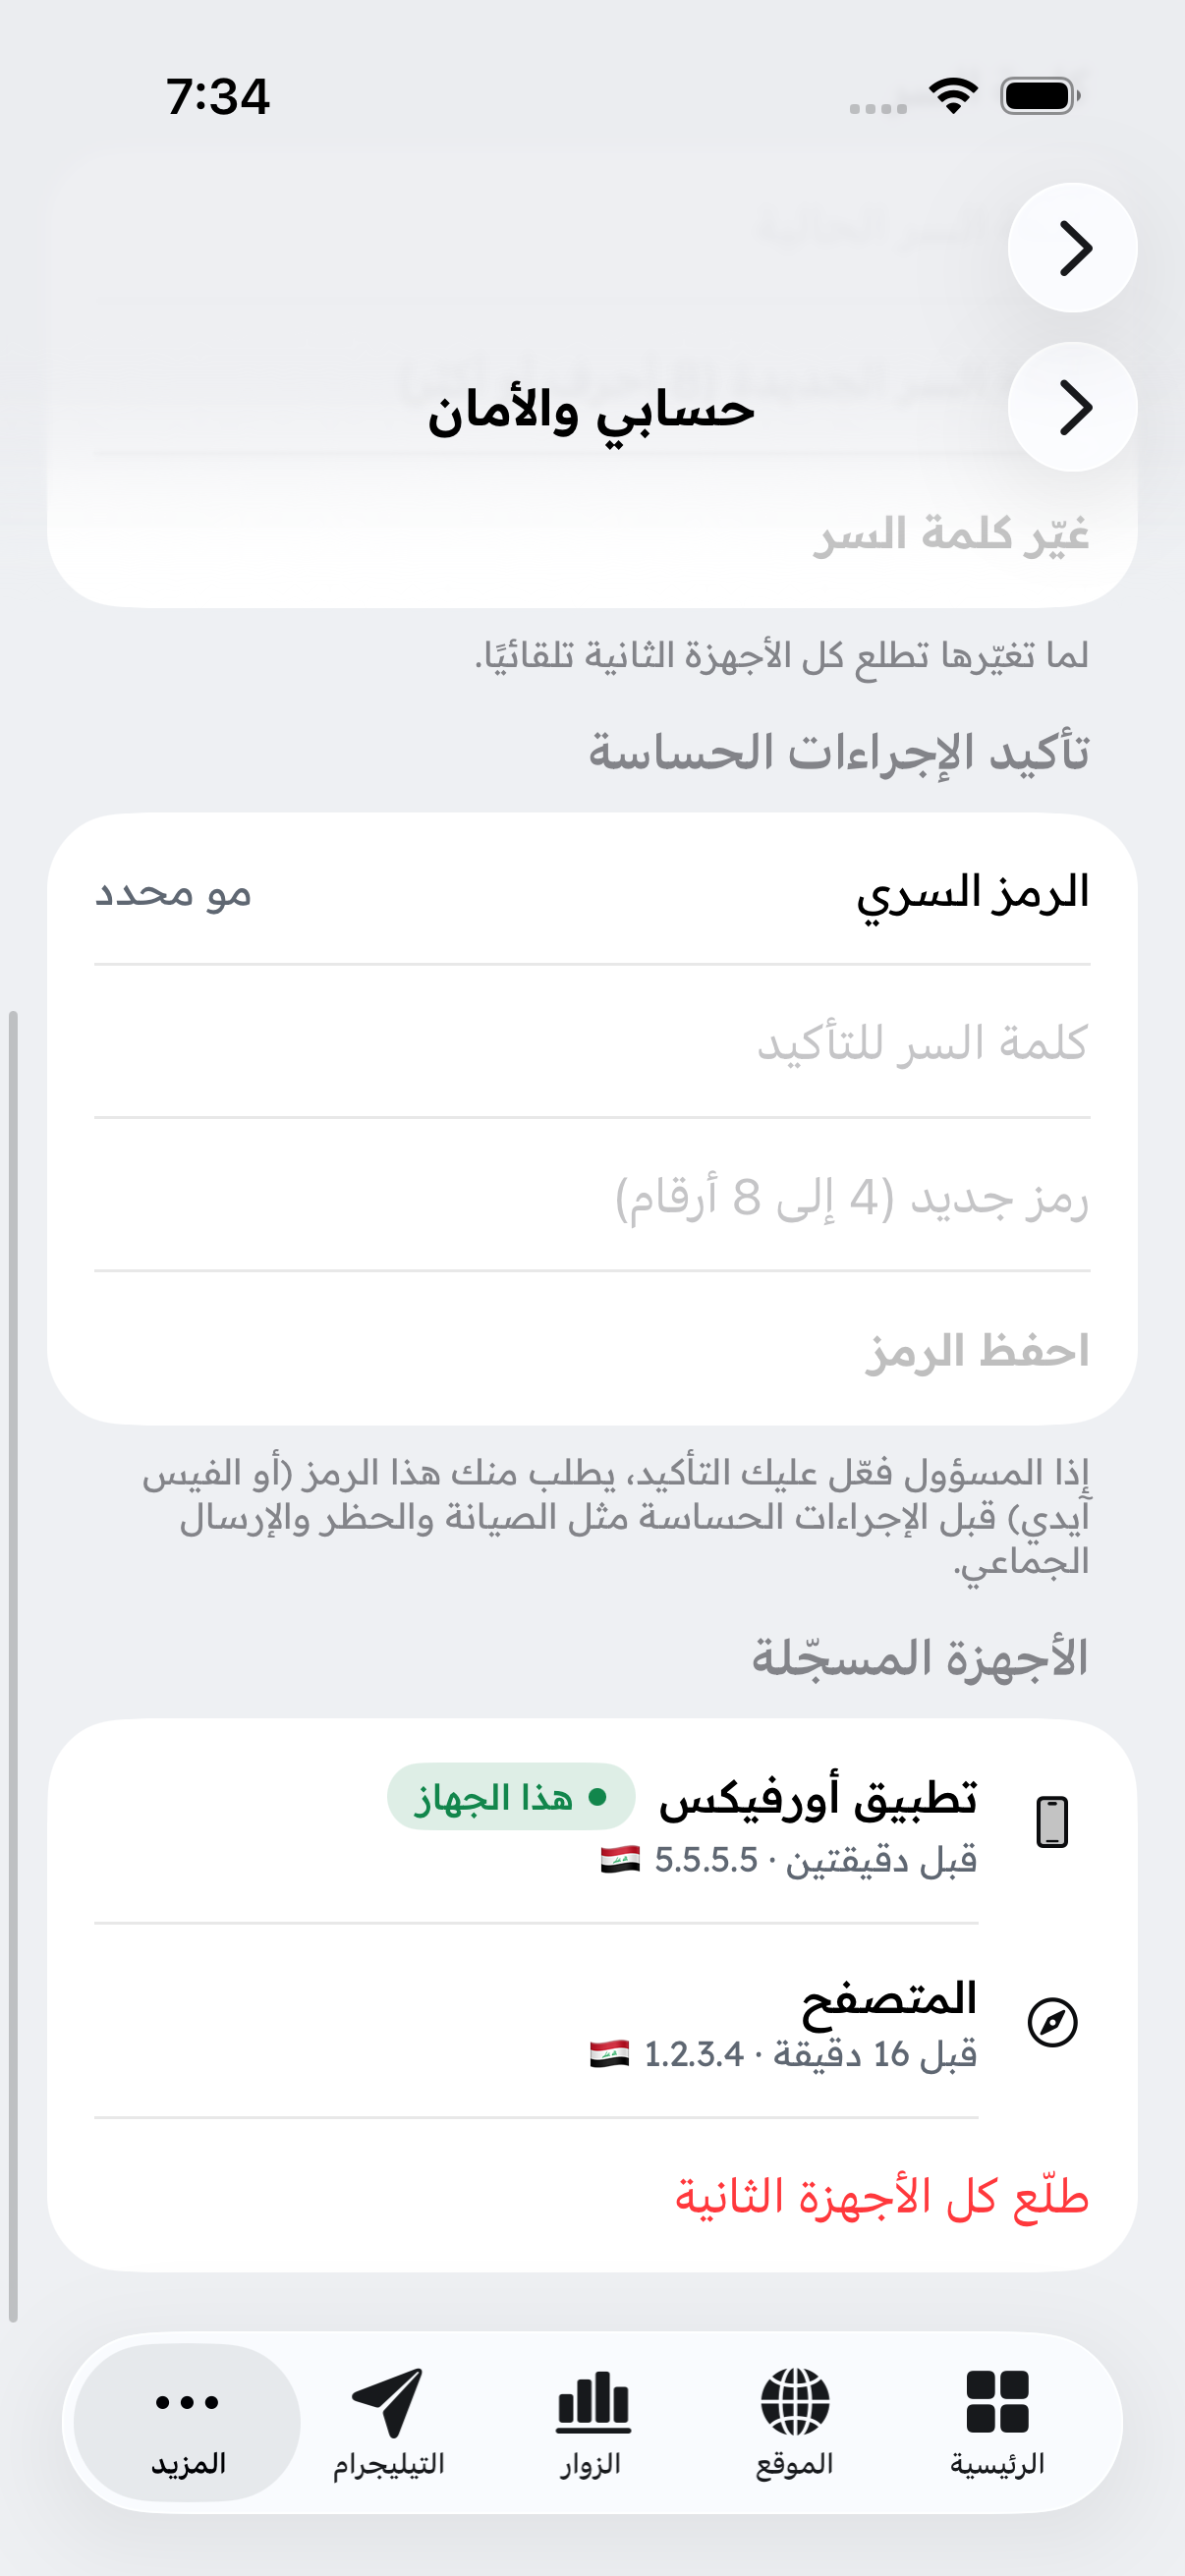 7:34
حسابي والأمان
غيّر كلمة السر
لما تغيّرها تطلع كل الأجهزة الثانية تلقائيًا.
تأكيد الإجراءات الحساسة
الرمز السري
مو محدد
كلمة السر للتأكيد
رمز جديد (4 إلى 8 أرقام)
احفظ الرمز
إذا المسؤول فعّل عليك التأكيد، يطلب منك هذا الرمز (أو الفيس
آيدي) قبل الإجراءات الحساسة مثل الصيانة والحظر والإرسال
الجماعي.
الأجهزة المسجّلة
تطبيق أورفيكس
هذا الجهاز
قبل دقيقتين · 5.5.5.5 🇮🇶
المتصفح
قبل 16 دقيقة · 1.2.3.4 🇮🇶
طلّع كل الأجهزة الثانية
الرئيسية
الموقع
الزوار
التيليجرام
المزيد